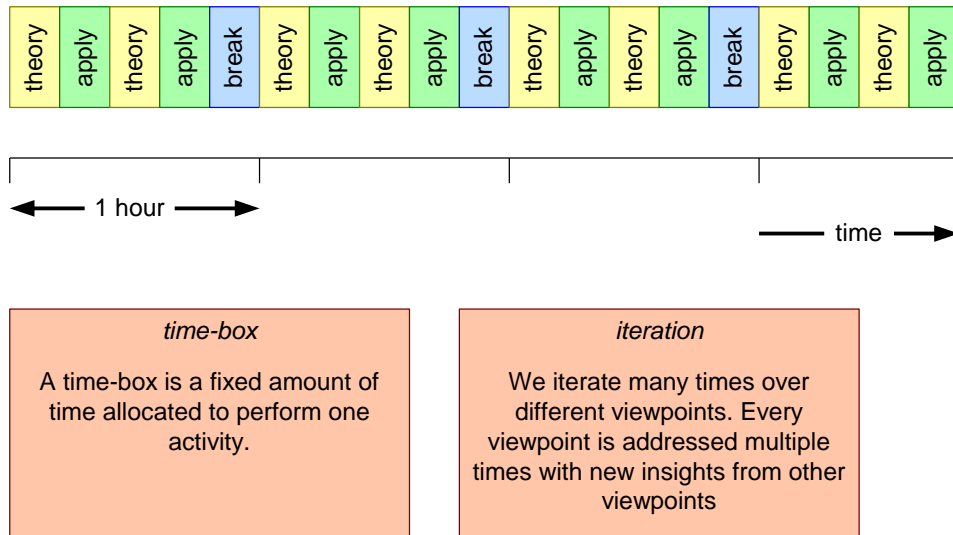 theory apply theory apply break theory apply theory apply break theory apply theory apply break theory apply theory apply
1 hour
time
time-box
A time-box is a fixed amount of
time allocated to perform one
activity.
iteration
We iterate many times over
different viewpoints. Every
viewpoint is addressed multiple
times with new insights from other
viewpoints